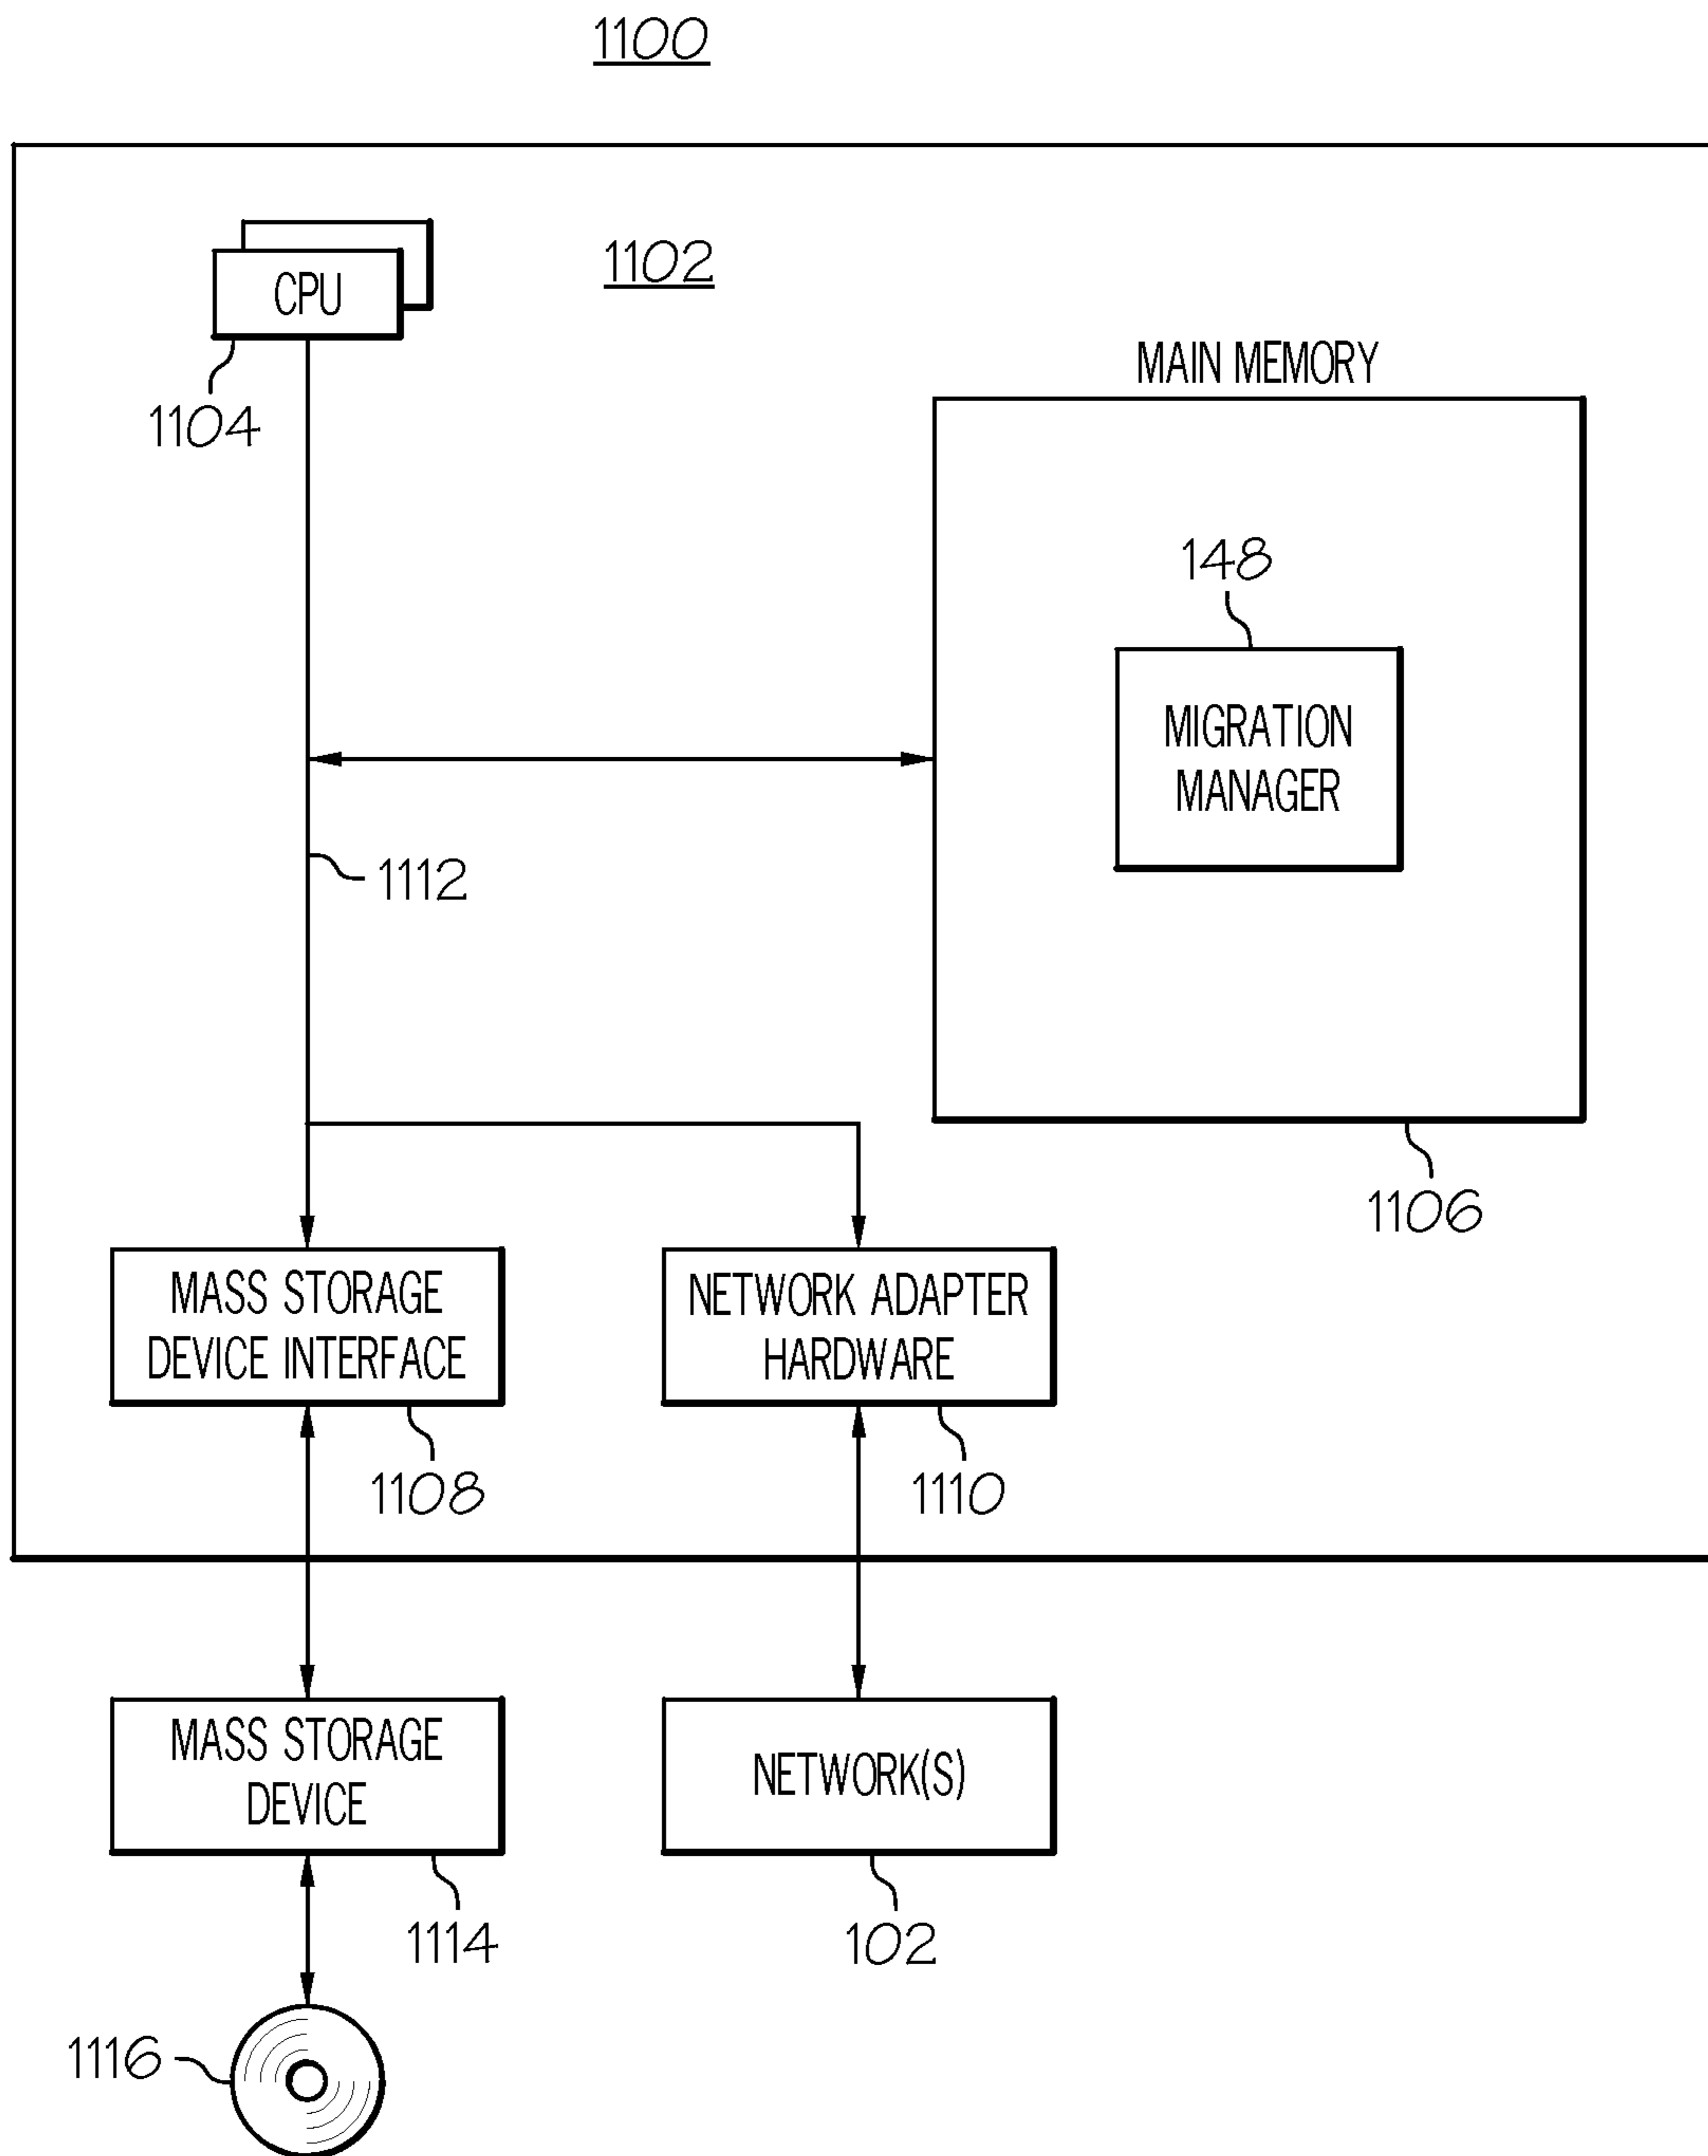 1100
1102
CPU
1104
MAIN MEMORY
148
MIGRATION
MANAGER
1112
1106
MASS STORAGE
DEVICE INTERFACE
NETWORK ADAPTER
HARDWARE
1108
1110
MASS STORAGE
DEVICE
NETWORK(S)
1114
102
1116